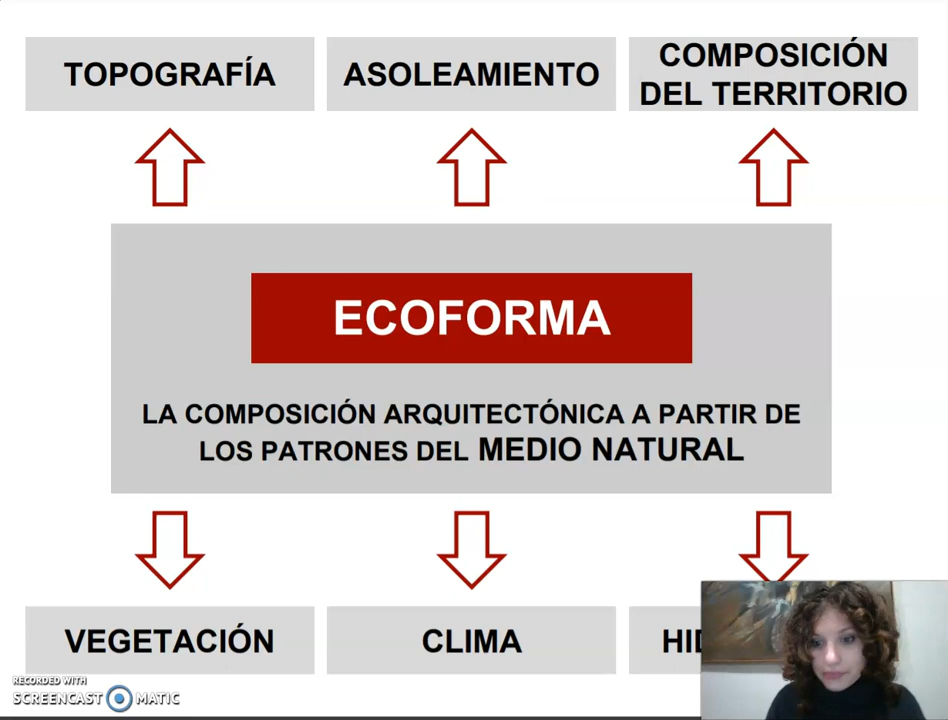 TOPOGRAFÍA
ASOLEAMIENTO
COMPOSICIÓN
DEL TERRITORIO
ECOFORMA
LA COMPOSICIÓN ARQUITECTÓNICA A PARTIR DE
LOS PATRONES DEL MEDIO NATURAL
VEGETACIÓN
CLIMA
RECORDED WITH
SCREENCAST MATIC